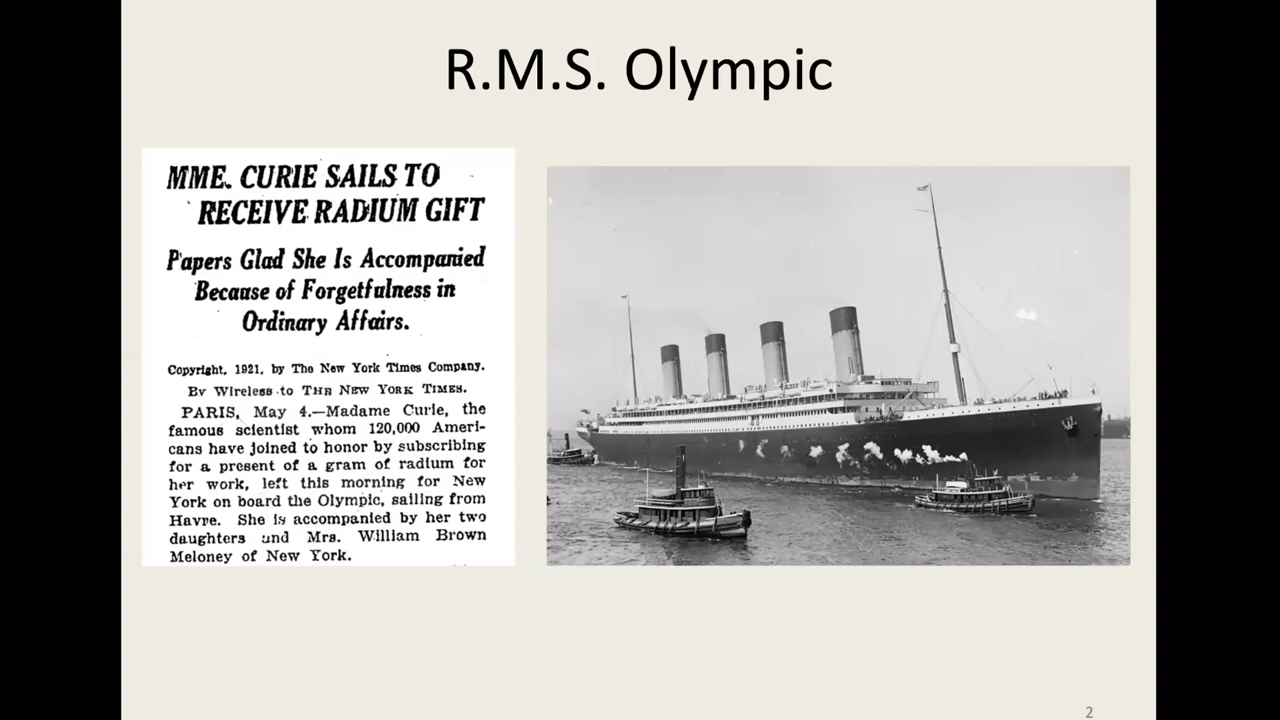 R.M.S. Olympic
MME. CURIE SAILS TO
RECEIVE RADIUM GIFT
Papers Glad She Is Accompanied
Because of Forgetfulness in
Ordinary Affairs.
Copyright, 1921, by The New York Times Company.
By Wireless to THE NEW YORK TIMES.
PARIS, May 4.—Madame Curie, the
famous scientist whom 120,000 Ameri-
cans have joined to honor by subscribing
for a present of a gram of radium for
her work, left this morning for New
York on board the Olympic, sailing from
Havre. She is accompanied by her two
daughters and Mrs. William Brown
Meloney of New York.
2